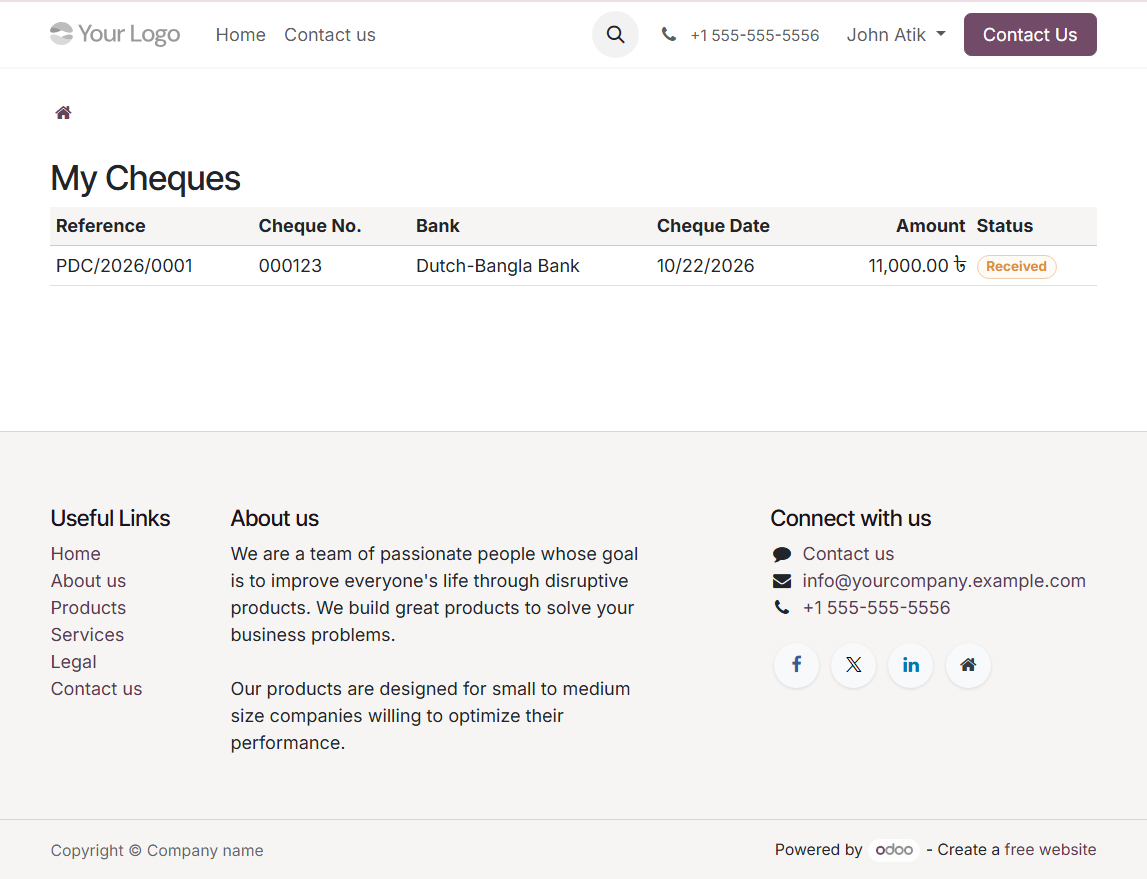 Your Logo Home Contact us +1 555-555-5556 John Atik Contact Us
My Cheques
Reference Cheque No. Bank Cheque Date Amount Status
PDC/2026/0001 000123 Dutch-Bangla Bank 10/22/2026 11,000.00 ৳ Received
Useful Links
Home
About us
Products
Services
Legal
Contact us
About us
We are a team of passionate people whose goal
is to improve everyone's life through disruptive
products. We build great products to solve your
business problems.
Our products are designed for small to medium
size companies willing to optimize their
performance.
Connect with us
Contact us
info@yourcompany.example.com
+1 555-555-5556
Copyright © Company name
Powered by odoo - Create a free website